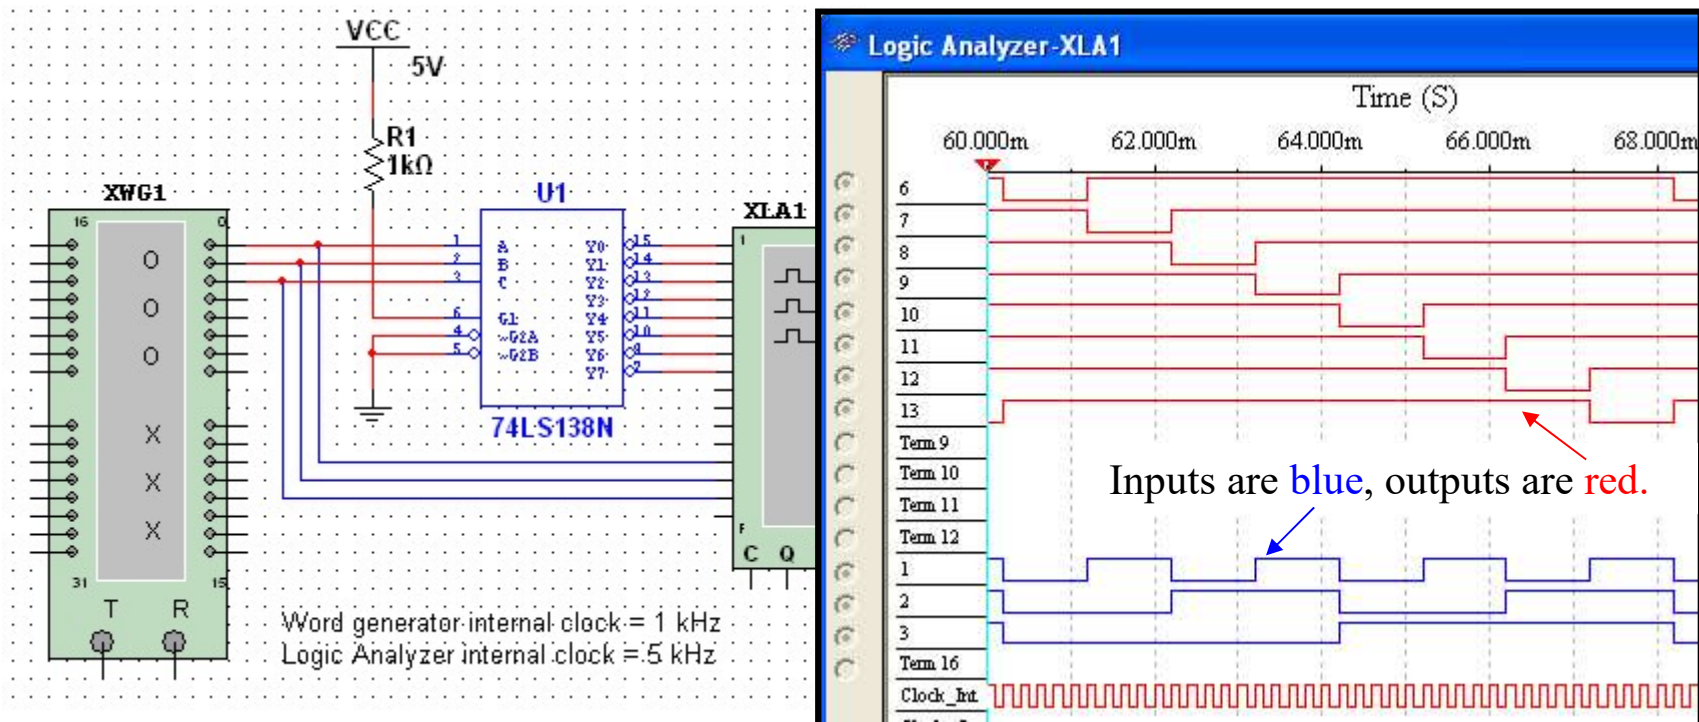 VCC
5V
R1
1kΩ
XWG1
16
0
O
O
O
X
X
X
31
15
T
R
U1
1
A
2
B
3
C
6
G1
4
~G2A
5
~G2B
Y0
15
Y1
14
Y2
13
Y3
12
Y4
11
Y5
10
Y6
9
Y7
7
74LS138N
XLA1
1
F
C Q
Word generator internal clock = 1 kHz
Logic Analyzer internal clock = 5 kHz
Logic Analyzer-XLA1
Time (S)
60.000m 62.000m 64.000m 66.000m 68.000m
6
7
8
9
10
11
12
13
Term 9
Term 10
Term 11
Term 12
Inputs are blue, outputs are red.
1
2
3
Term 16
Clock_Int